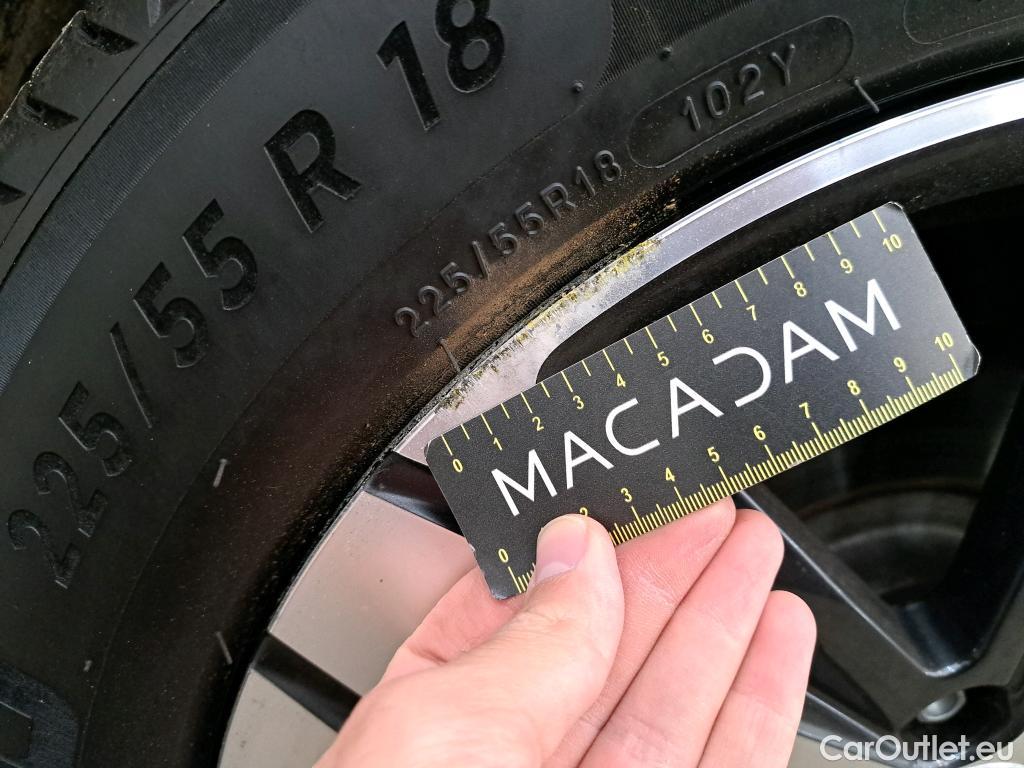 225/55 R 18
225/55R18 102Y
0 1 2 3 4 5 6 7 8 9 10
MACADAM
0 2 3 4 5 6 7 8 9 10
CarOutlet.eu